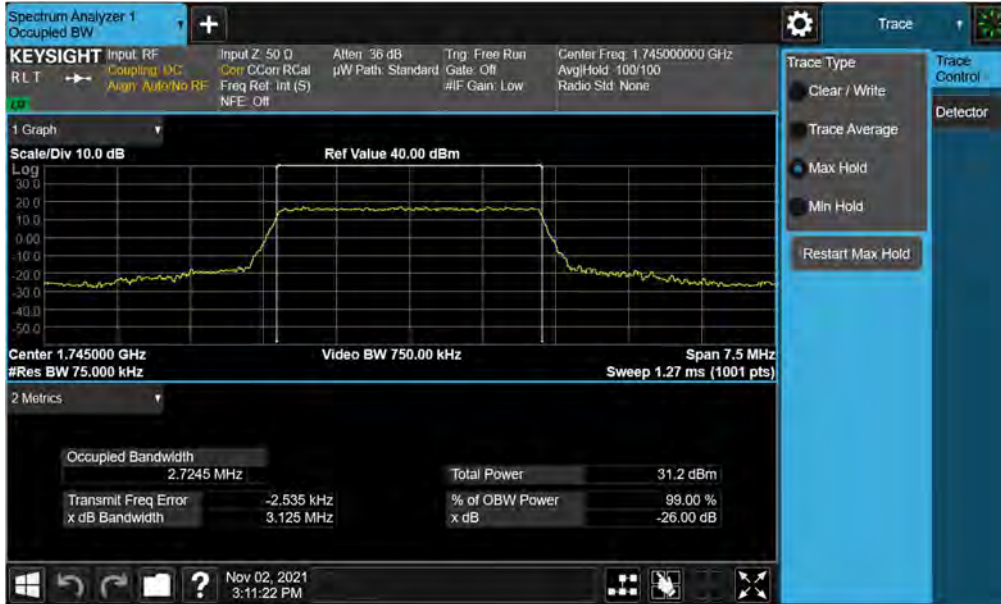 Spectrum Analyzer 1
Occupied BW
+
Trace
KEYSIGHT
RLT
Input: RF
Coupling: DC
Align: Auto/No RF
Input Z: 50 Ω
Corr CCorr RCal
Freq Ref: Int (S)
NFE: Off
Atten: 36 dB
µW Path: Standard
Trig: Free Run
Gate: Off
#IF Gain: Low
Center Freq: 1.745000000 GHz
Avg|Hold: 100/100
Radio Std: None
Trace Type
Clear / Write
Trace Average
Max Hold
Min Hold
Restart Max Hold
Trace Control
Detector
1 Graph
Scale/Div 10.0 dB
Ref Value 40.00 dBm
Log
30.0
20.0
10.0
0.00
-10.0
-20.0
-30.0
-40.0
-50.0
Center 1.745000 GHz
#Res BW 75.000 kHz
Video BW 750.00 kHz
Span 7.5 MHz
Sweep 1.27 ms (1001 pts)
2 Metrics
Occupied Bandwidth
2.7245 MHz
Total Power 31.2 dBm
Transmit Freq Error -2.535 kHz
% of OBW Power 99.00 %
x dB Bandwidth 3.125 MHz
x dB -26.00 dB
?
Nov 02, 2021
3:11:22 PM